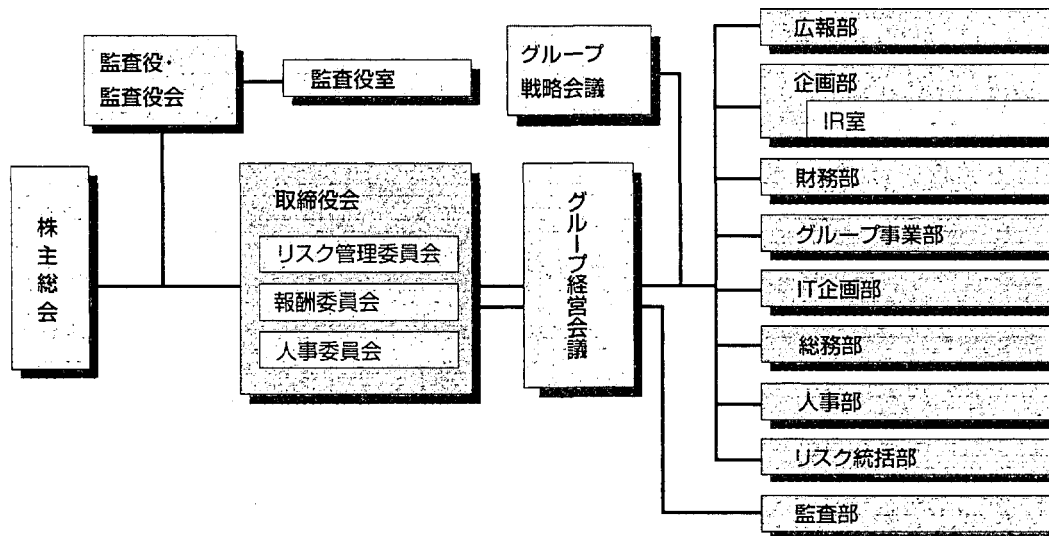 監査役・
監査役会
監査役室
グループ
戦略会議
株主総会
取締役会
リスク管理委員会
報酬委員会
人事委員会
グループ経営会議
広報部
企画部
IR室
財務部
グループ事業部
IT企画部
総務部
人事部
リスク統括部
監査部